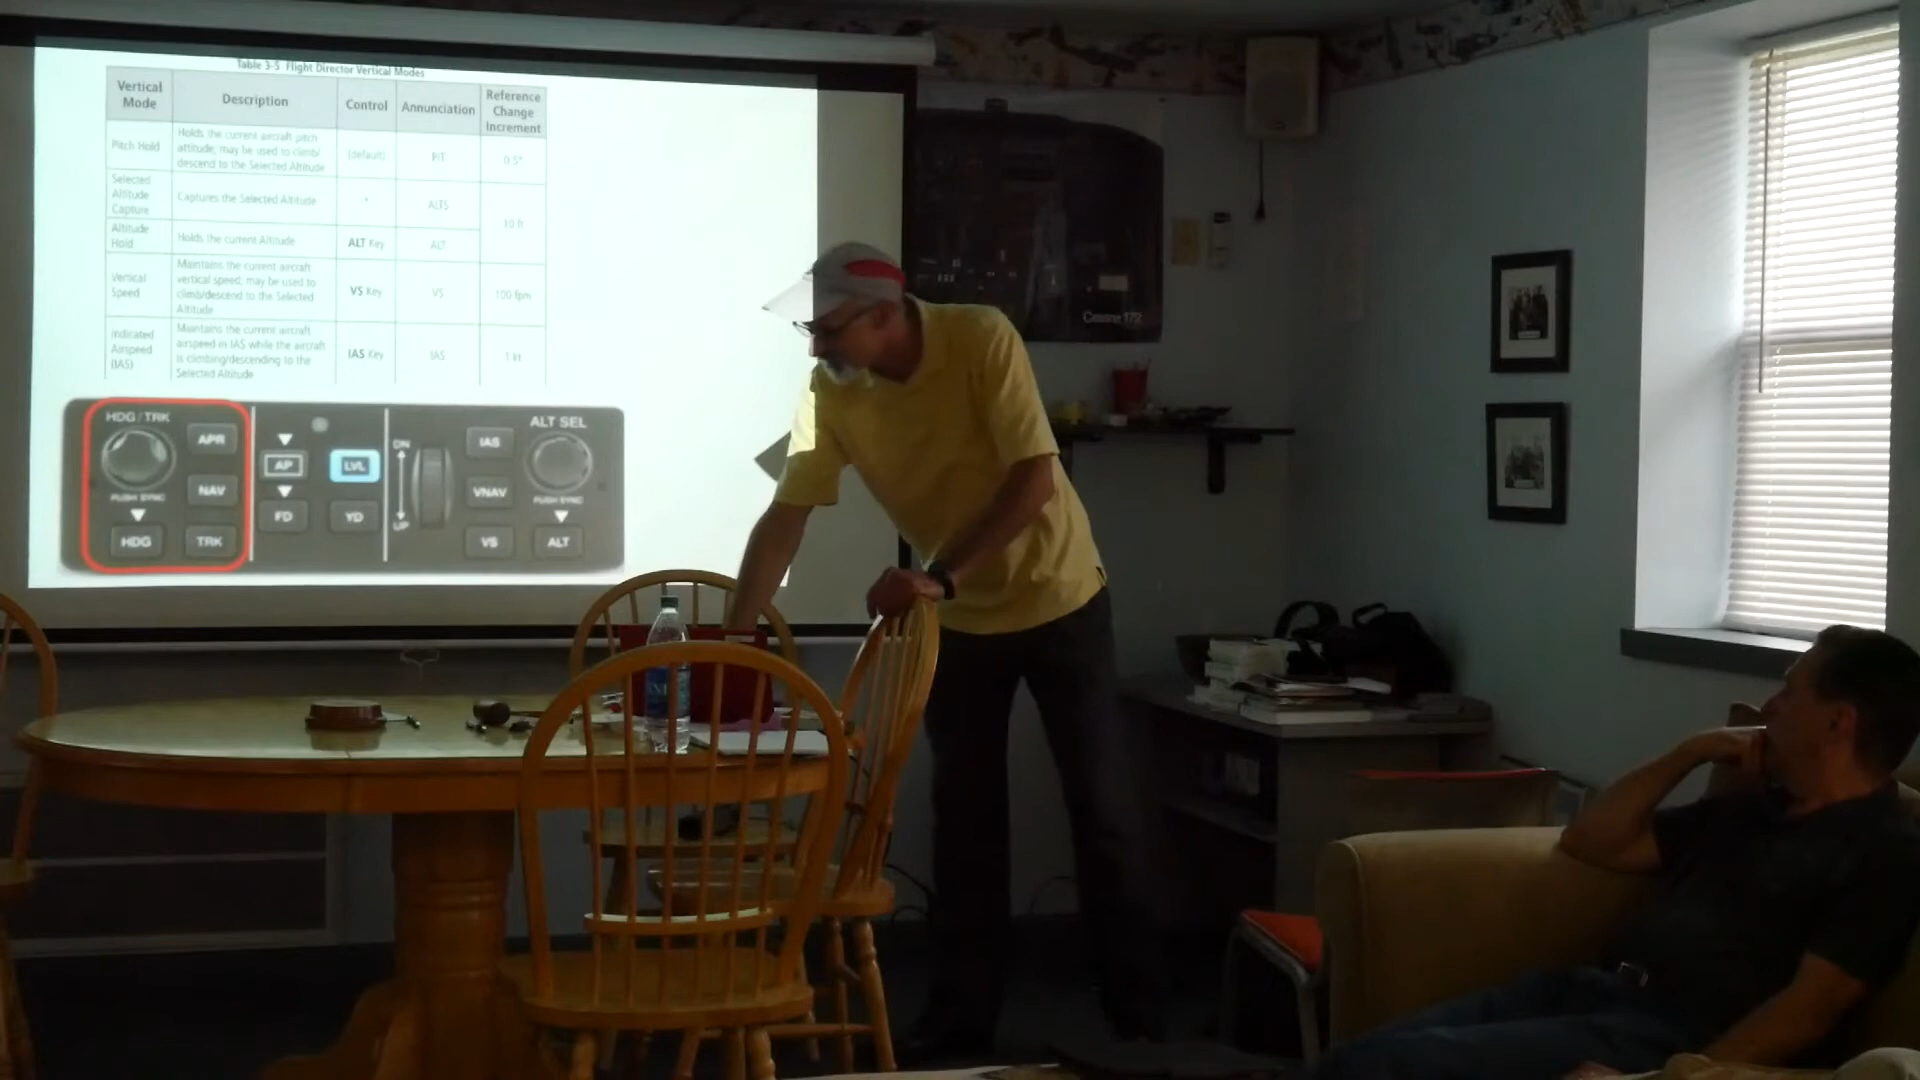 Table 3-5 Flight Director Vertical Modes
Vertical Mode
Description
Control
Annunciation
Reference Change Increment
Pitch Hold
Holds the current aircraft pitch
attitude; may be used to climb/
descend to the Selected Altitude
(default)
PIT
0.5°
Selected
Altitude
Capture
Captures the Selected Altitude
*
ALTS
10 ft
Altitude
Hold
Holds the current Altitude
ALT Key
ALT
Vertical
Speed
Maintains the current aircraft
vertical speed; may be used to
climb/descend to the Selected
Altitude
VS Key
VS
100 fpm
Indicated
Airspeed
(IAS)
Maintains the current aircraft
airspeed in IAS while the aircraft
is climbing/descending to the
Selected Altitude
IAS Key
IAS
1 kt
HDG / TRK
PUSH SYNC
HDG
APR
NAV
TRK
AP
FD
LVL
YD
DN
UP
IAS
VNAV
VS
ALT SEL
PUSH SYNC
ALT
Cessna 172